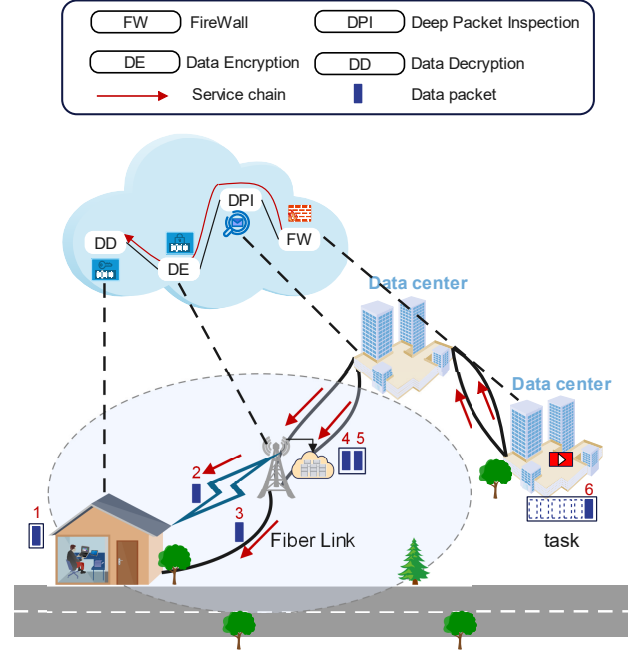 FW FireWall DPI Deep Packet Inspection
DE Data Encryption DD Data Decryption
Service chain Data packet
DPI
DD
FW
DE
Data center
Data center
4 5
2
6
1
3
Fiber Link
task